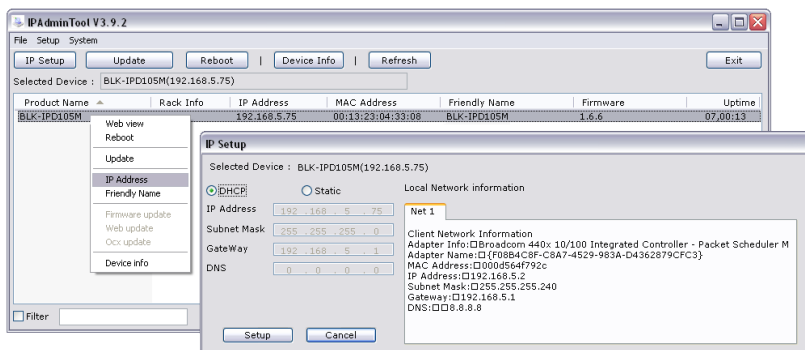 IPAdminTool V3.9.2
File Setup System
IP Setup Update Reboot | Device Info | Refresh Exit
Selected Device : BLK-IPD105M(192.168.5.75)
Product Name Rack Info IP Address MAC Address Friendly Name Firmware Uptime
BLK-IPD105M 192.168.5.75 00:13:23:04:33:08 BLK-IPD105M 1.6.6 07,00:13
Web view
Reboot
Update
IP Address
Friendly Name
Firmware update
Web update
Ocx update
Device info
Filter
IP Setup
Selected Device : BLK-IPD105M(192.168.5.75)
DHCP Static
IP Address 192 .168 . 5 . 75
Subnet Mask 255 .255 .255 . 0
GateWay 192 .168 . 5 . 1
DNS 0 . 0 . 0 . 0
Setup Cancel
Local Network information
Net 1
Client Network Information
Adapter Info:□Broadcom 440x 10/100 Integrated Controller - Packet Scheduler M
Adapter Name:□{F08B4C8F-C8A7-4529-983A-D4362879CFC3}
MAC Address:□000d564f792c
IP Address:□192.168.5.2
Subnet Mask:□255.255.255.240
Gateway:□192.168.5.1
DNS:□□8.8.8.8